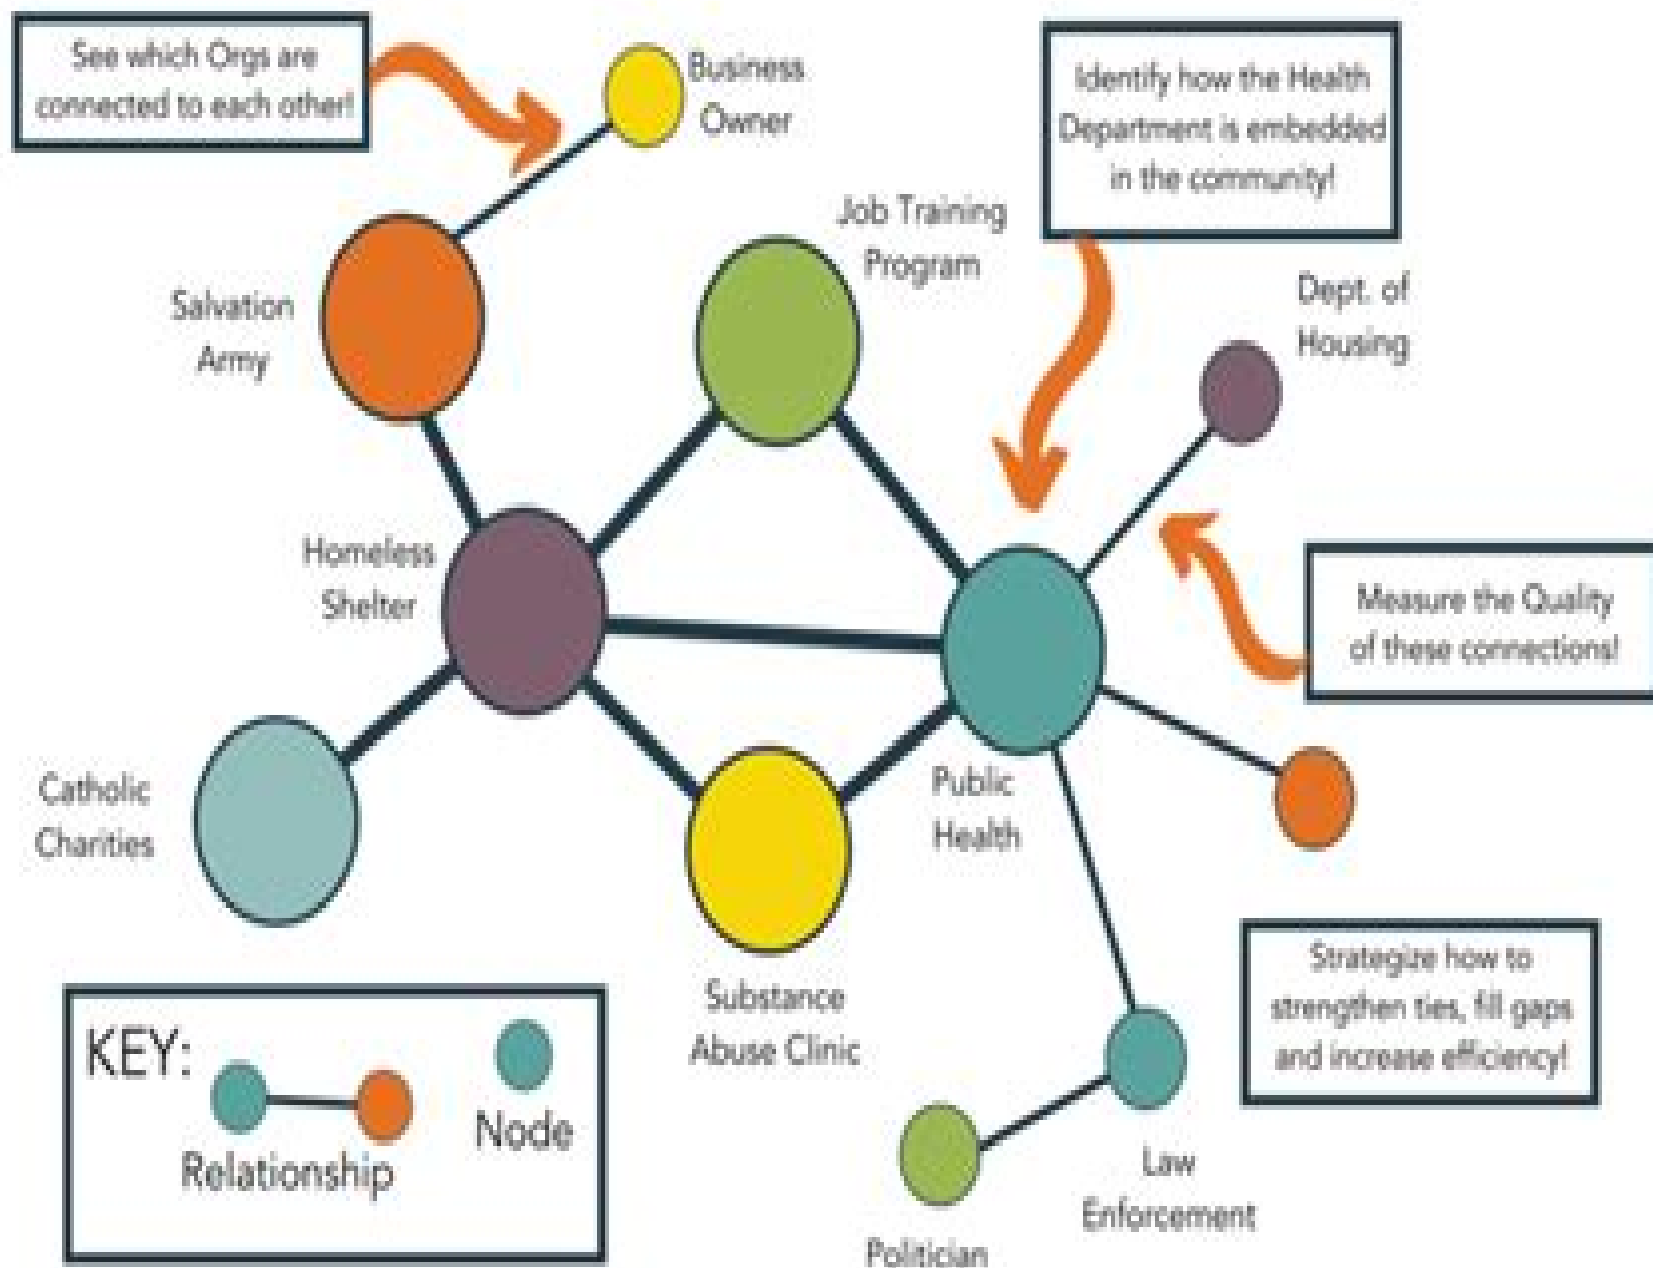 See which Orgs are
connected to each other!
Business
Owner
Identify how the Health
Department is embedded
in the community!
Job Training
Program
Salvation
Army
Dept. of
Housing
Homeless
Shelter
Measure the Quality
of these connections!
Catholic
Charities
Public
Health
Substance
Abuse Clinic
Strategize how to
strengthen ties, fill gaps
and increase efficiency!
KEY:
Node
Relationship
Law
Enforcement
Politician